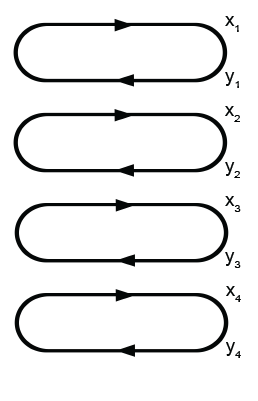 x₁
y₁
x₂
y₂
x₃
y₃
x₄
y₄